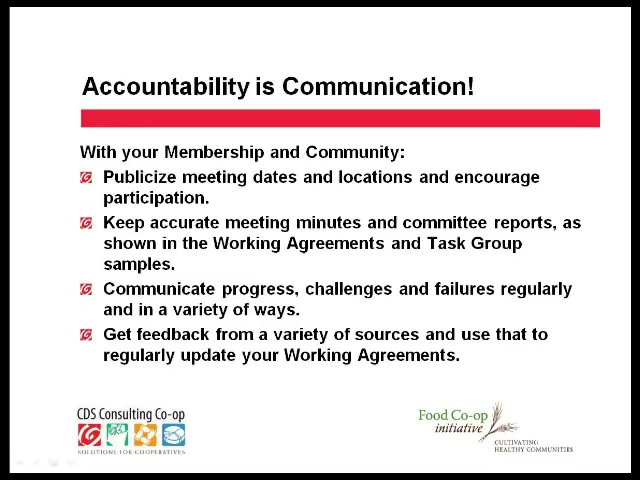 Accountability is Communication!
With your Membership and Community:
Publicize meeting dates and locations and encourage
participation.
Keep accurate meeting minutes and committee reports, as
shown in the Working Agreements and Task Group
samples.
Communicate progress, challenges and failures regularly
and in a variety of ways.
Get feedback from a variety of sources and use that to
regularly update your Working Agreements.
CDS Consulting Co-op
SOLUTIONS FOR COOPERATIVES
Food Co-op
initiative
CULTIVATING
HEALTHY COMMUNITIES